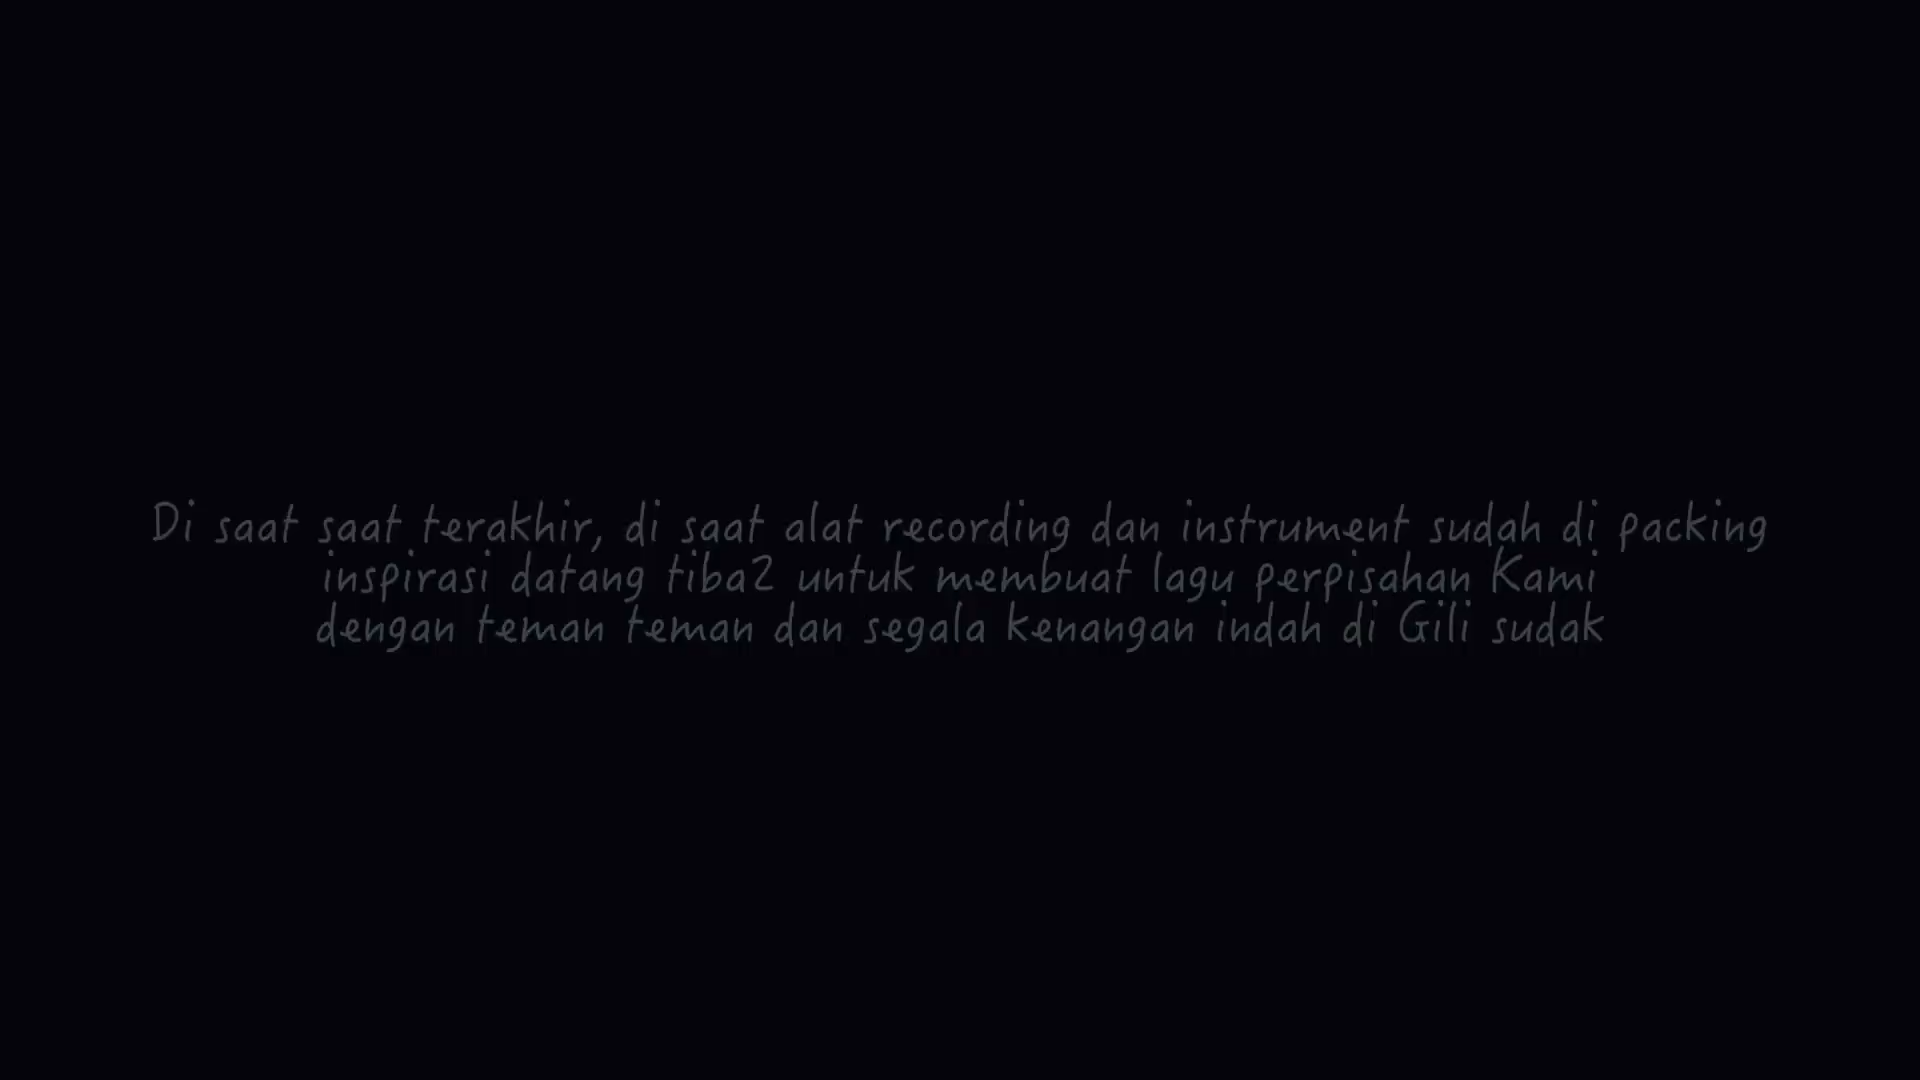 Di saat saat terakhir, di saat alat recording dan instrument sudah di packing
inspirasi datang tiba2 untuk membuat lagu perpisahan Kami
dengan teman teman dan segala kenangan indah di Gili sudak